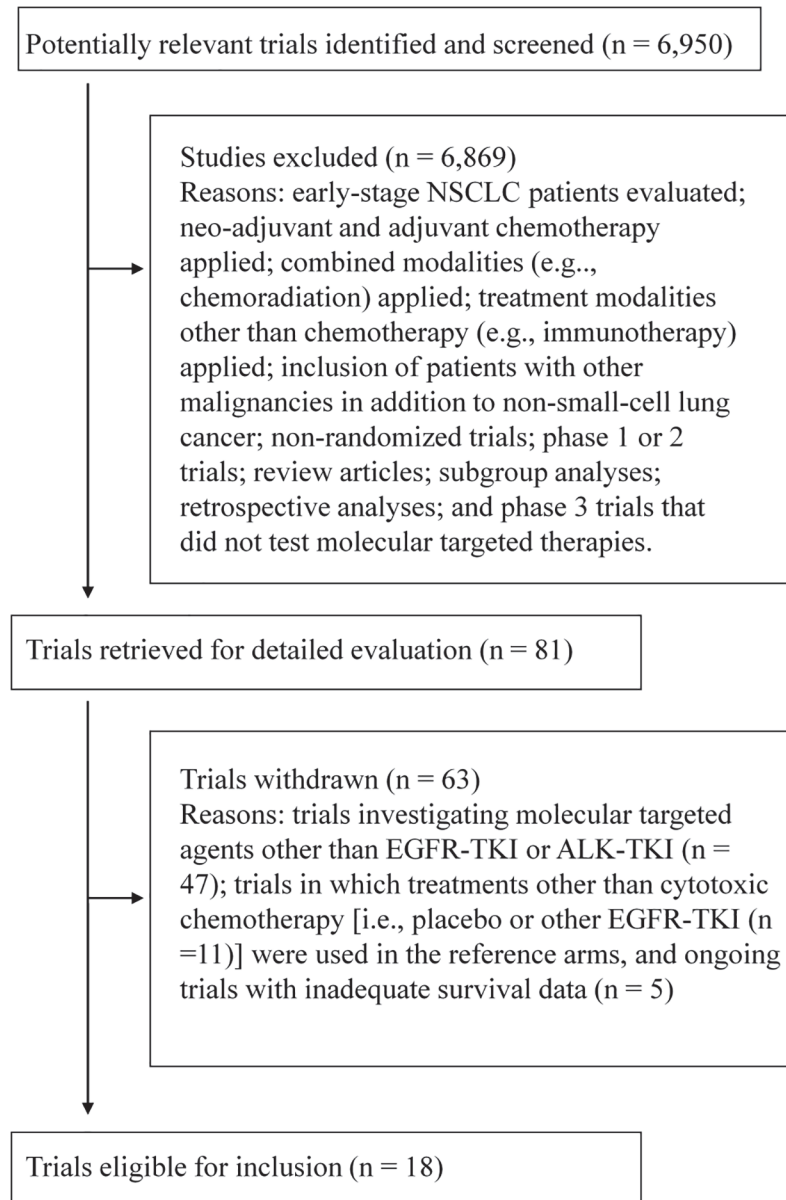 Potentially relevant trials identified and screened (n = 6,950)
Studies excluded (n = 6,869)
Reasons: early-stage NSCLC patients evaluated;
neo-adjuvant and adjuvant chemotherapy
applied; combined modalities (e.g..,
chemoradiation) applied; treatment modalities
other than chemotherapy (e.g., immunotherapy)
applied; inclusion of patients with other
malignancies in addition to non-small-cell lung
cancer; non-randomized trials; phase 1 or 2
trials; review articles; subgroup analyses;
retrospective analyses; and phase 3 trials that
did not test molecular targeted therapies.
Trials retrieved for detailed evaluation (n = 81)
Trials withdrawn (n = 63)
Reasons: trials investigating molecular targeted
agents other than EGFR-TKI or ALK-TKI (n =
47); trials in which treatments other than cytotoxic
chemotherapy [i.e., placebo or other EGFR-TKI (n
=11)] were used in the reference arms, and ongoing
trials with inadequate survival data (n = 5)
Trials eligible for inclusion (n = 18)